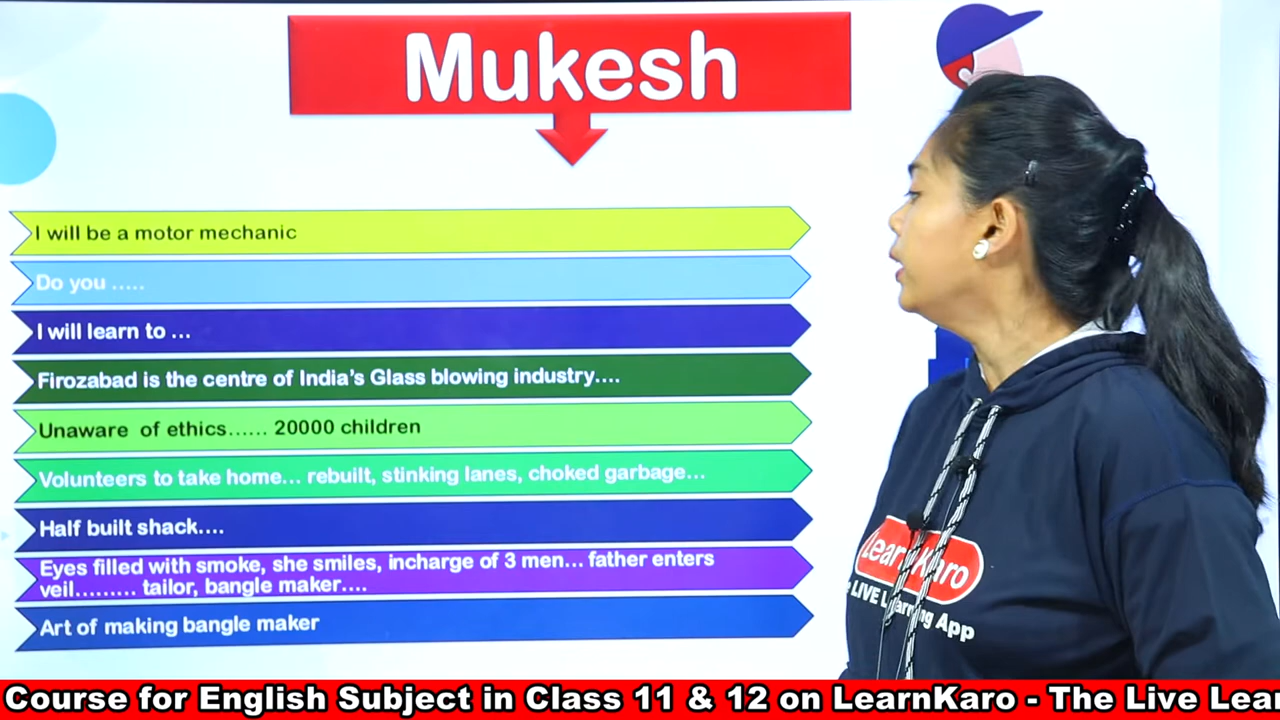 Mukesh
I will be a motor mechanic
Do you .....
I will learn to ...
Firozabad is the centre of India's Glass blowing industry....
Unaware of ethics...... 20000 children
Volunteers to take home... rebuilt, stinking lanes, choked garbage...
Half built shack....
Eyes filled with smoke, she smiles, incharge of 3 men... father enters
veil......... tailor, bangle maker....
Art of making bangle maker
LearnKaro
LIVE Learning App
Course for English Subject in Class 11 & 12 on LearnKaro - The Live Lear